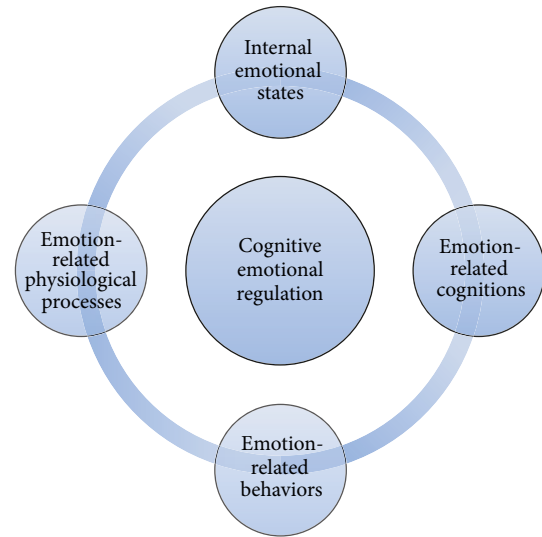 Internal
emotional
states
Emotion-
related
physiological
processes
Cognitive
emotional
regulation
Emotion-
related
cognitions
Emotion-
related
behaviors